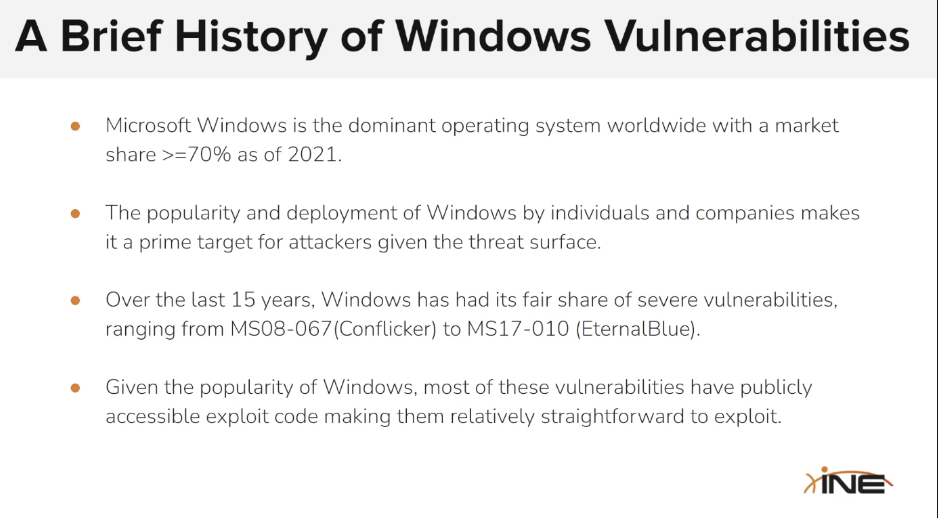 A Brief History of Windows Vulnerabilities
● Microsoft Windows is the dominant operating system worldwide with a market
share >=70% as of 2021.
● The popularity and deployment of Windows by individuals and companies makes
it a prime target for attackers given the threat surface.
● Over the last 15 years, Windows has had its fair share of severe vulnerabilities,
ranging from MS08-067(Conflicker) to MS17-010 (EternalBlue).
● Given the popularity of Windows, most of these vulnerabilities have publicly
accessible exploit code making them relatively straightforward to exploit.
INE